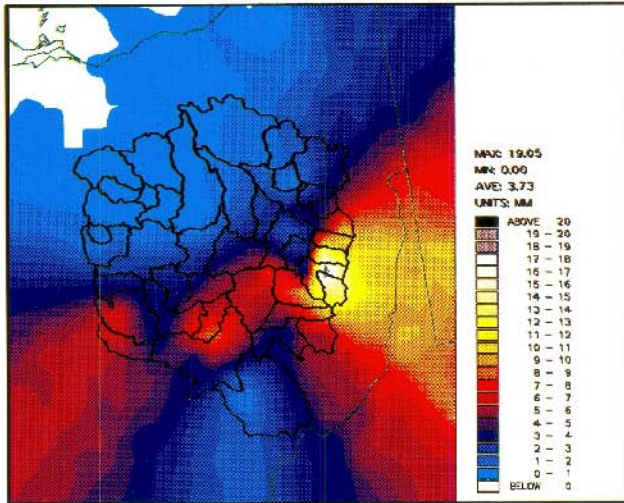 MAX: 19.05
MIN: 0.00
AVE: 3.73
UNITS: MM
ABOVE 20
19 - 20
18 - 19
17 - 18
16 - 17
15 - 16
14 - 15
13 - 14
12 - 13
11 - 12
10 - 11
9 - 10
8 - 9
7 - 8
6 - 7
5 - 6
4 - 5
3 - 4
2 - 3
1 - 2
0 - 1
BELOW 0